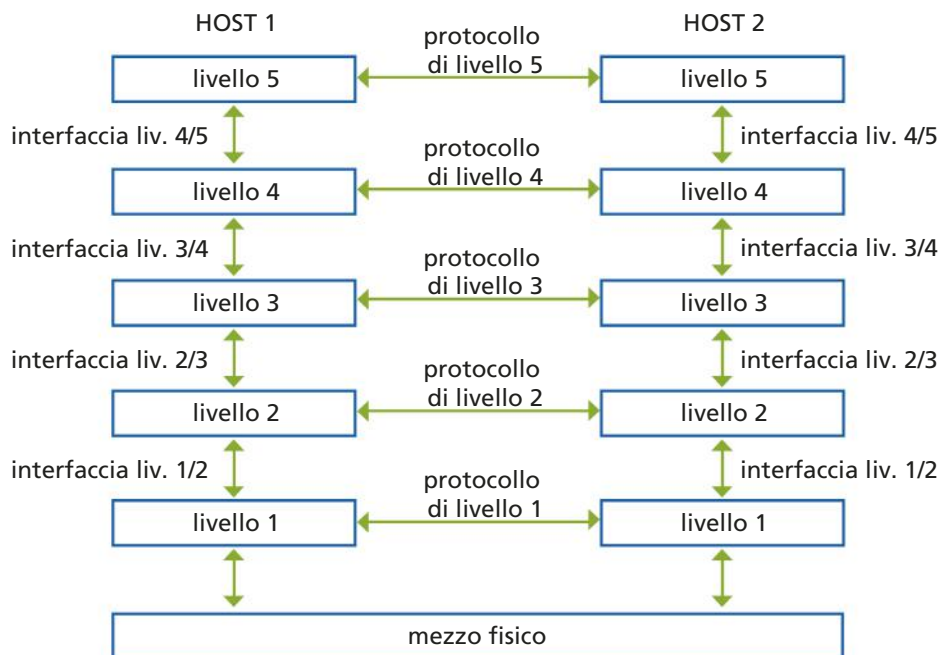 HOST 1
HOST 2
protocollo
di livello 5
livello 5
livello 5
interfaccia liv. 4/5
interfaccia liv. 4/5
protocollo
di livello 4
livello 4
livello 4
interfaccia liv. 3/4
interfaccia liv. 3/4
protocollo
di livello 3
livello 3
livello 3
interfaccia liv. 2/3
interfaccia liv. 2/3
protocollo
di livello 2
livello 2
livello 2
interfaccia liv. 1/2
interfaccia liv. 1/2
protocollo
di livello 1
livello 1
livello 1
mezzo fisico